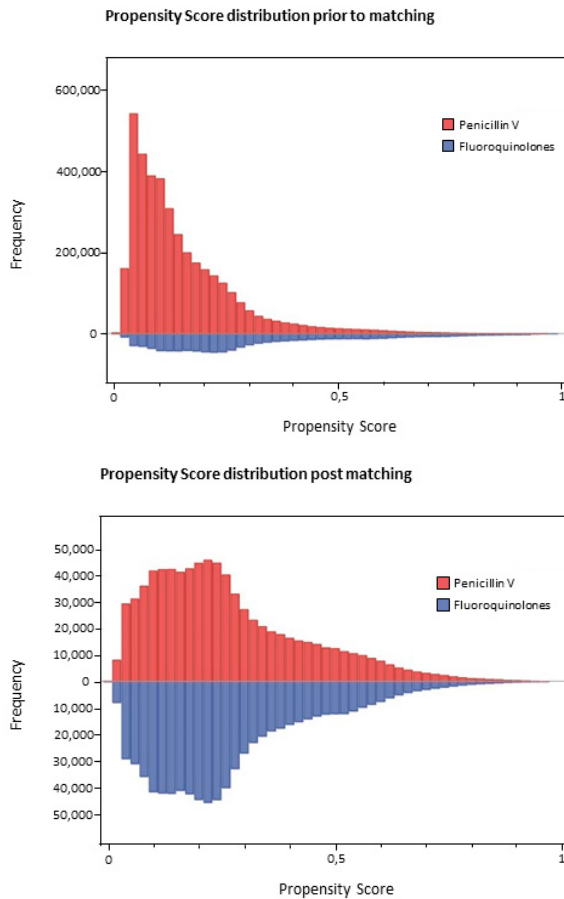 Propensity Score distribution prior to matching
600,000
Penicillin V
Fluoroquinolones
400,000
Frequency
200,000
0
0 0,5 1
Propensity Score
Propensity Score distribution post matching
50,000
40,000
Penicillin V
30,000
Fluoroquinolones
20,000
10,000
Frequency
0
10,000
20,000
30,000
40,000
50,000
0 0,5 1
Propensity Score